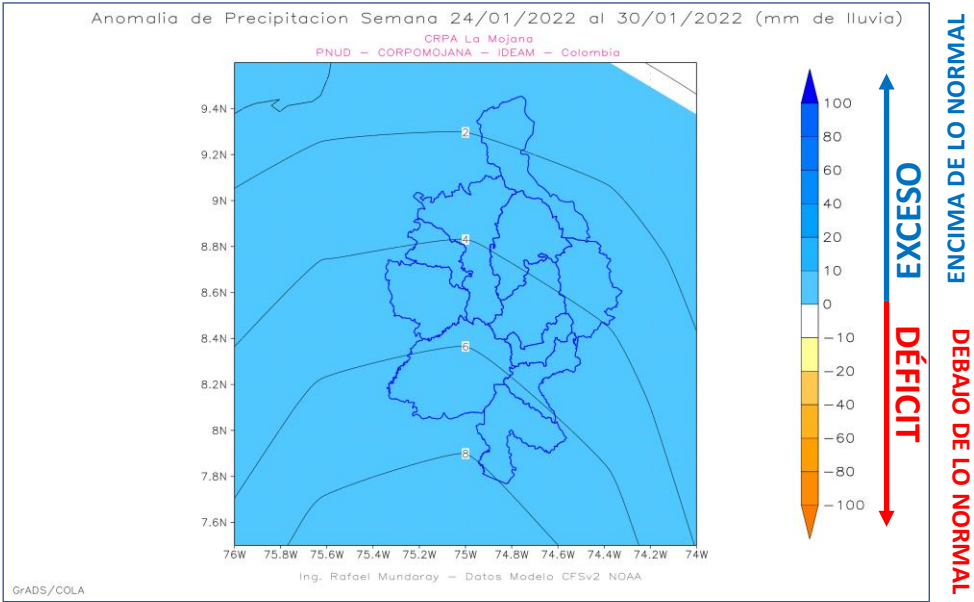 Anomalia de Precipitacion Semana 24/01/2022 al 30/01/2022 (mm de lluvia)
CRPA La Mojana
PNUD — CORPOMOJANA — IDEAM — Colombia
9.4N
9.2N
9N
8.8N
8.6N
8.4N
8.2N
8N
7.8N
7.6N
2
4
6
8
76W 75.8W 75.6W 75.4W 75.2W 75W 74.8W 74.6W 74.4W 74.2W 74W
100
80
60
40
20
10
0
−10
−20
−40
−60
−80
−100
EXCESO
DÉFICIT
ENCIMA DE LO NORMAL
DEBAJO DE LO NORMAL
Ing. Rafael Mundaray — Datos Modelo CFSv2 NOAA
GrADS/COLA